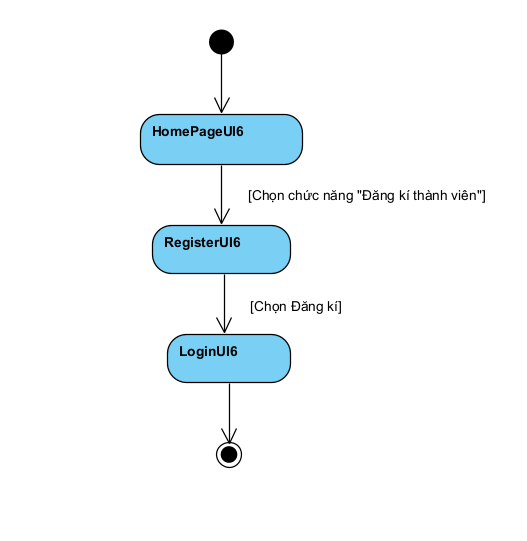 HomePageUI6
[Chọn chức năng "Đăng kí thành viên"]
RegisterUI6
[Chọn Đăng kí]
LoginUI6